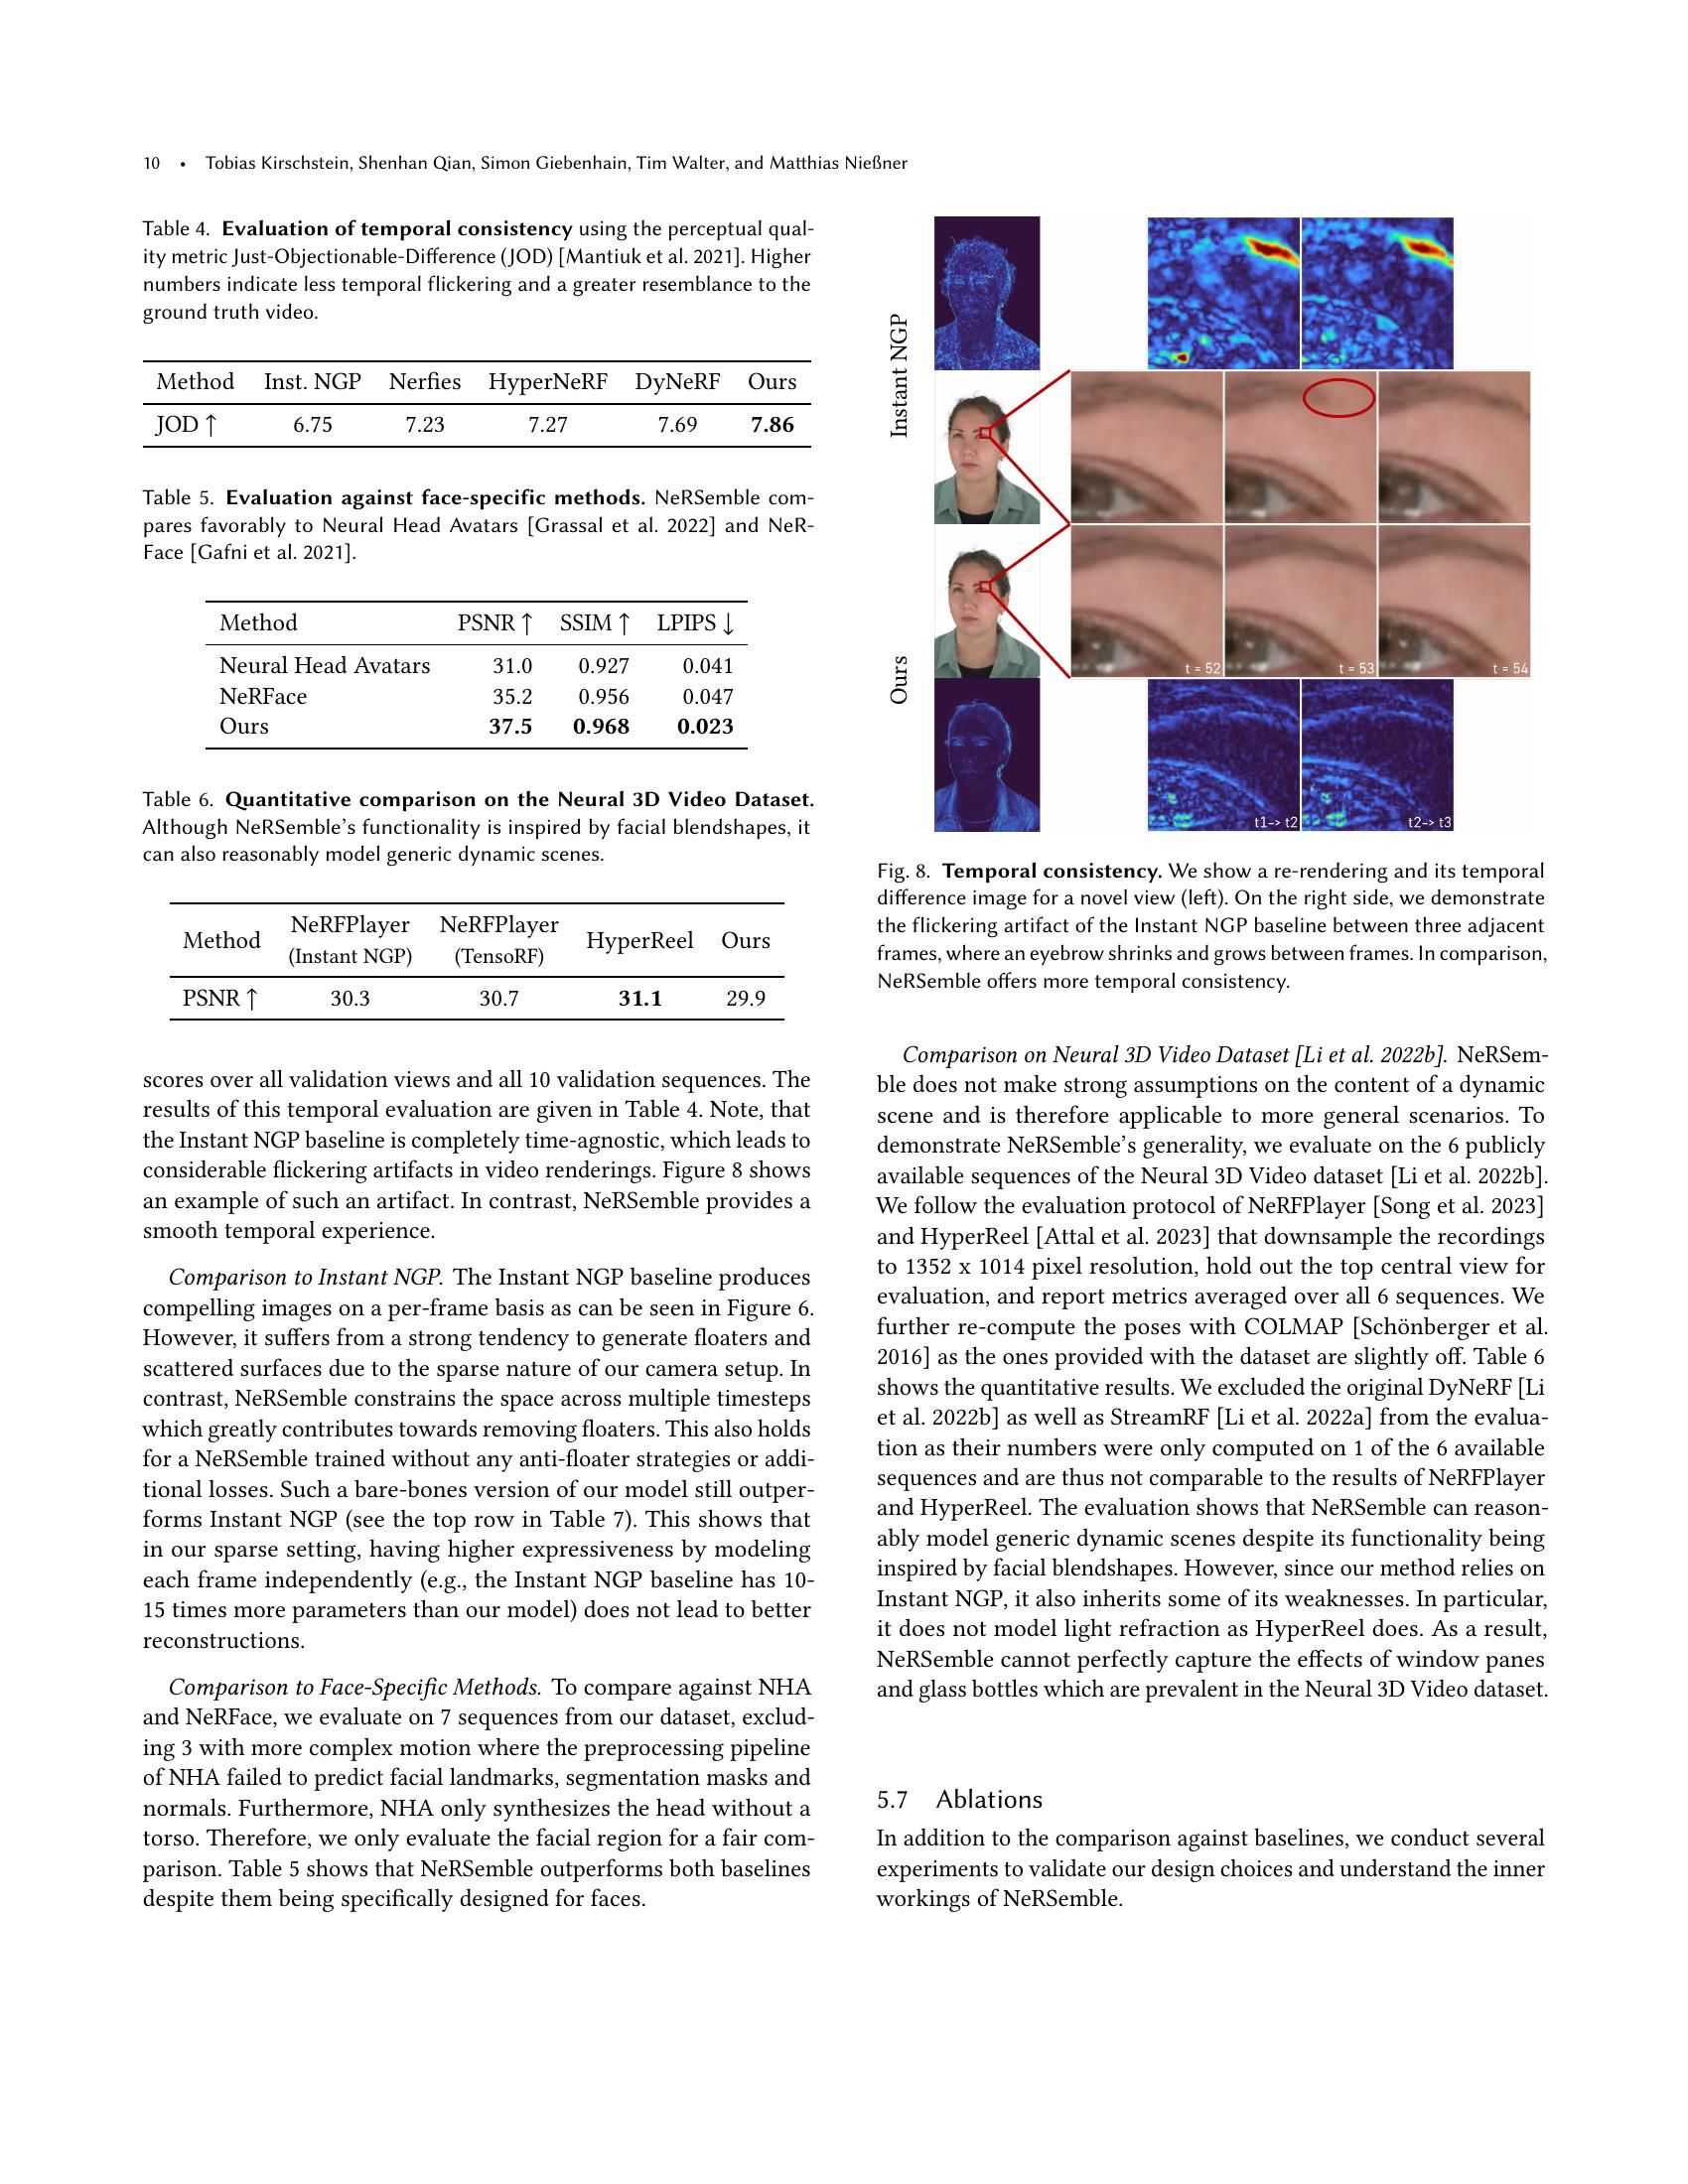 10 • Tobias Kirschstein, Shenhan Qian, Simon Giebenhain, Tim Walter, and Matthias Nießner
Table 4. Evaluation of temporal consistency using the perceptual qual-
ity metric Just-Objectionable-Difference (JOD) [Mantiuk et al. 2021]. Higher
numbers indicate less temporal flickering and a greater resemblance to the
ground truth video.
Method Inst. NGP Nerfies HyperNeRF DyNeRF Ours
JOD ↑ 6.75 7.23 7.27 7.69 7.86
Table 5. Evaluation against face-specific methods. NeRSemble com-
pares favorably to Neural Head Avatars [Grassal et al. 2022] and NeR-
Face [Gafni et al. 2021].
Method PSNR ↑ SSIM ↑ LPIPS ↓
Neural Head Avatars 31.0 0.927 0.041
NeRFace 35.2 0.956 0.047
Ours 37.5 0.968 0.023
Table 6. Quantitative comparison on the Neural 3D Video Dataset.
Although NeRSemble's functionality is inspired by facial blendshapes, it
can also reasonably model generic dynamic scenes.
Method NeRFPlayer (Instant NGP) NeRFPlayer (TensoRF) HyperReel Ours
PSNR ↑ 30.3 30.7 31.1 29.9
scores over all validation views and all 10 validation sequences. The
results of this temporal evaluation are given in Table 4. Note, that
the Instant NGP baseline is completely time-agnostic, which leads to
considerable flickering artifacts in video renderings. Figure 8 shows
an example of such an artifact. In contrast, NeRSemble provides a
smooth temporal experience.
Comparison to Instant NGP. The Instant NGP baseline produces
compelling images on a per-frame basis as can be seen in Figure 6.
However, it suffers from a strong tendency to generate floaters and
scattered surfaces due to the sparse nature of our camera setup. In
contrast, NeRSemble constrains the space across multiple timesteps
which greatly contributes towards removing floaters. This also holds
for a NeRSemble trained without any anti-floater strategies or addi-
tional losses. Such a bare-bones version of our model still outper-
forms Instant NGP (see the top row in Table 7). This shows that
in our sparse setting, having higher expressiveness by modeling
each frame independently (e.g., the Instant NGP baseline has 10-
15 times more parameters than our model) does not lead to better
reconstructions.
Comparison to Face-Specific Methods. To compare against NHA
and NeRFace, we evaluate on 7 sequences from our dataset, exclud-
ing 3 with more complex motion where the preprocessing pipeline
of NHA failed to predict facial landmarks, segmentation masks and
normals. Furthermore, NHA only synthesizes the head without a
torso. Therefore, we only evaluate the facial region for a fair com-
parison. Table 5 shows that NeRSemble outperforms both baselines
despite them being specifically designed for faces.
Instant NGP
Ours
t = 52
t = 53
t = 54
t1-> t2
t2-> t3
Fig. 8. Temporal consistency. We show a re-rendering and its temporal
difference image for a novel view (left). On the right side, we demonstrate
the flickering artifact of the Instant NGP baseline between three adjacent
frames, where an eyebrow shrinks and grows between frames. In comparison,
NeRSemble offers more temporal consistency.
Comparison on Neural 3D Video Dataset [Li et al. 2022b]. NeRSem-
ble does not make strong assumptions on the content of a dynamic
scene and is therefore applicable to more general scenarios. To
demonstrate NeRSemble's generality, we evaluate on the 6 publicly
available sequences of the Neural 3D Video dataset [Li et al. 2022b].
We follow the evaluation protocol of NeRFPlayer [Song et al. 2023]
and HyperReel [Attal et al. 2023] that downsample the recordings
to 1352 x 1014 pixel resolution, hold out the top central view for
evaluation, and report metrics averaged over all 6 sequences. We
further re-compute the poses with COLMAP [Schönberger et al.
2016] as the ones provided with the dataset are slightly off. Table 6
shows the quantitative results. We excluded the original DyNeRF [Li
et al. 2022b] as well as StreamRF [Li et al. 2022a] from the evalua-
tion as their numbers were only computed on 1 of the 6 available
sequences and are thus not comparable to the results of NeRFPlayer
and HyperReel. The evaluation shows that NeRSemble can reason-
ably model generic dynamic scenes despite its functionality being
inspired by facial blendshapes. However, since our method relies on
Instant NGP, it also inherits some of its weaknesses. In particular,
it does not model light refraction as HyperReel does. As a result,
NeRSemble cannot perfectly capture the effects of window panes
and glass bottles which are prevalent in the Neural 3D Video dataset.
5.7 Ablations
In addition to the comparison against baselines, we conduct several
experiments to validate our design choices and understand the inner
workings of NeRSemble.